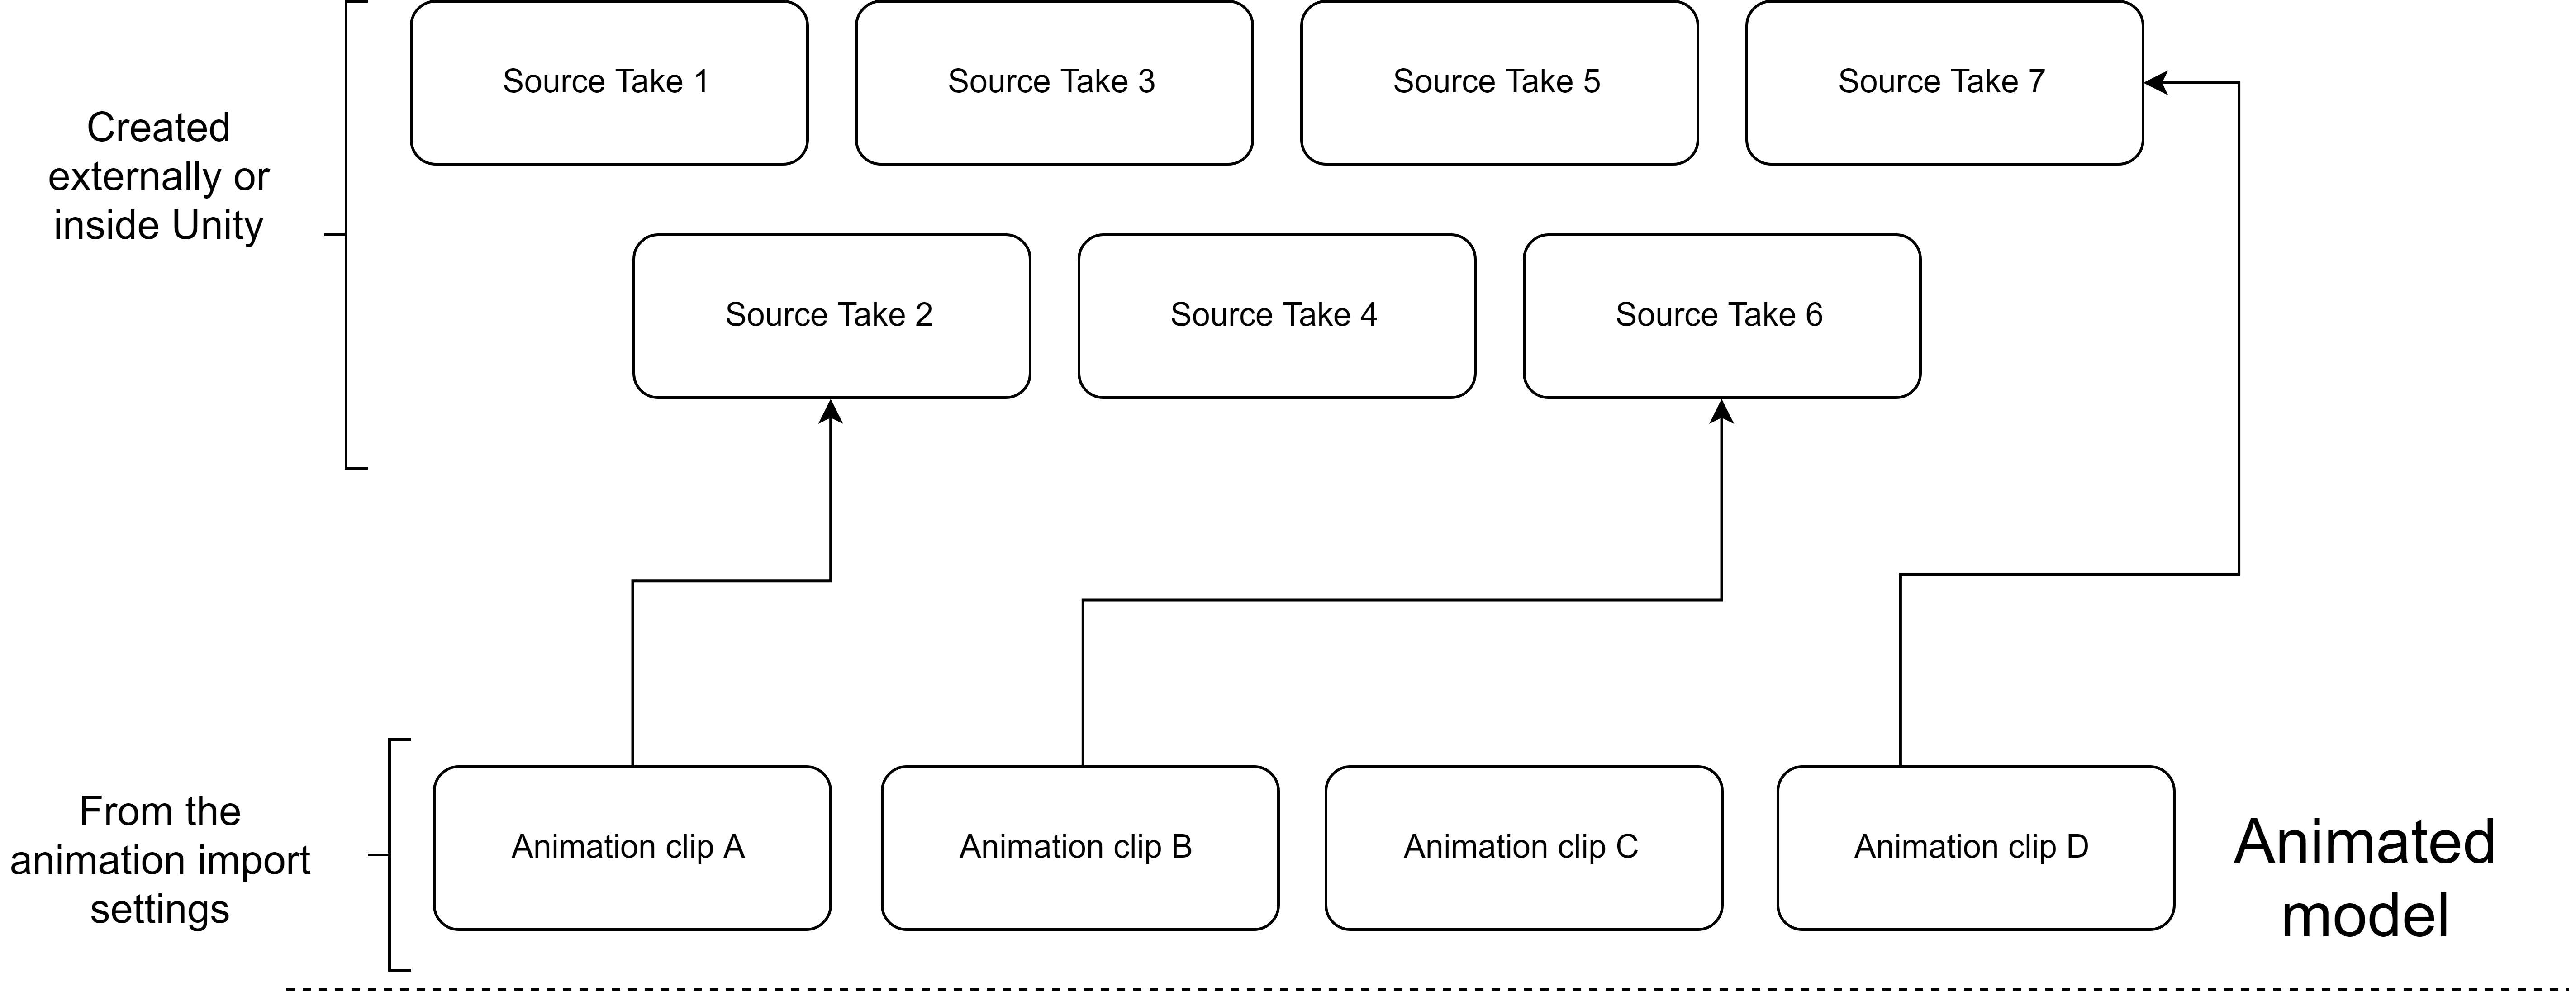 Source Take 1
Source Take 3
Source Take 5
Source Take 7
Created
externally or
inside Unity
Source Take 2
Source Take 4
Source Take 6
From the
animation import
settings
Animation clip A
Animation clip B
Animation clip C
Animation clip D
Animated
model